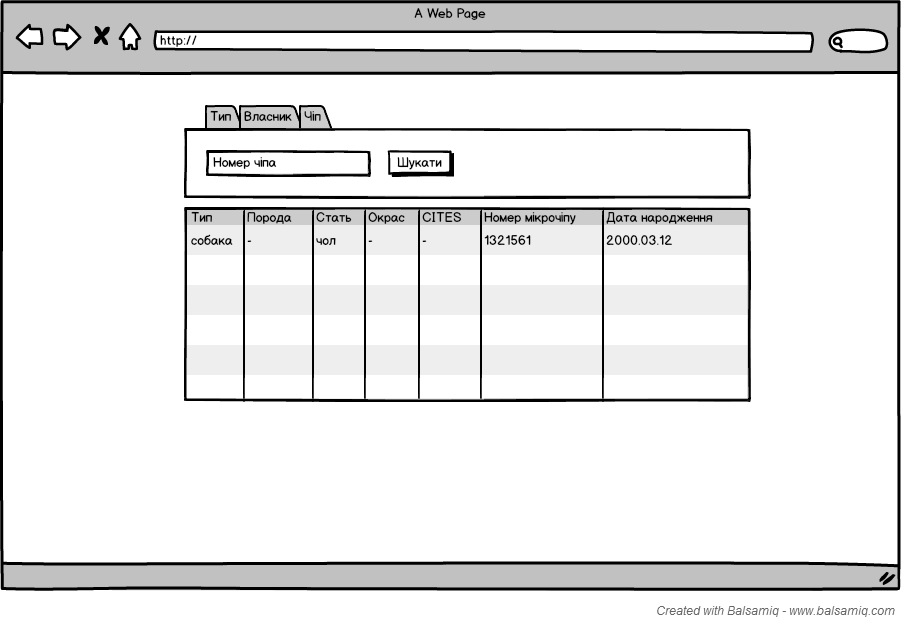 A Web Page
http://
Тип Власник Чіп
Номер чіпа Шукати
Тип Порода Стать Окрас CITES Номер мікрочіпу Дата народження
собака - чол - - 1321561 2000.03.12
Created with Balsamiq - www.balsamiq.com